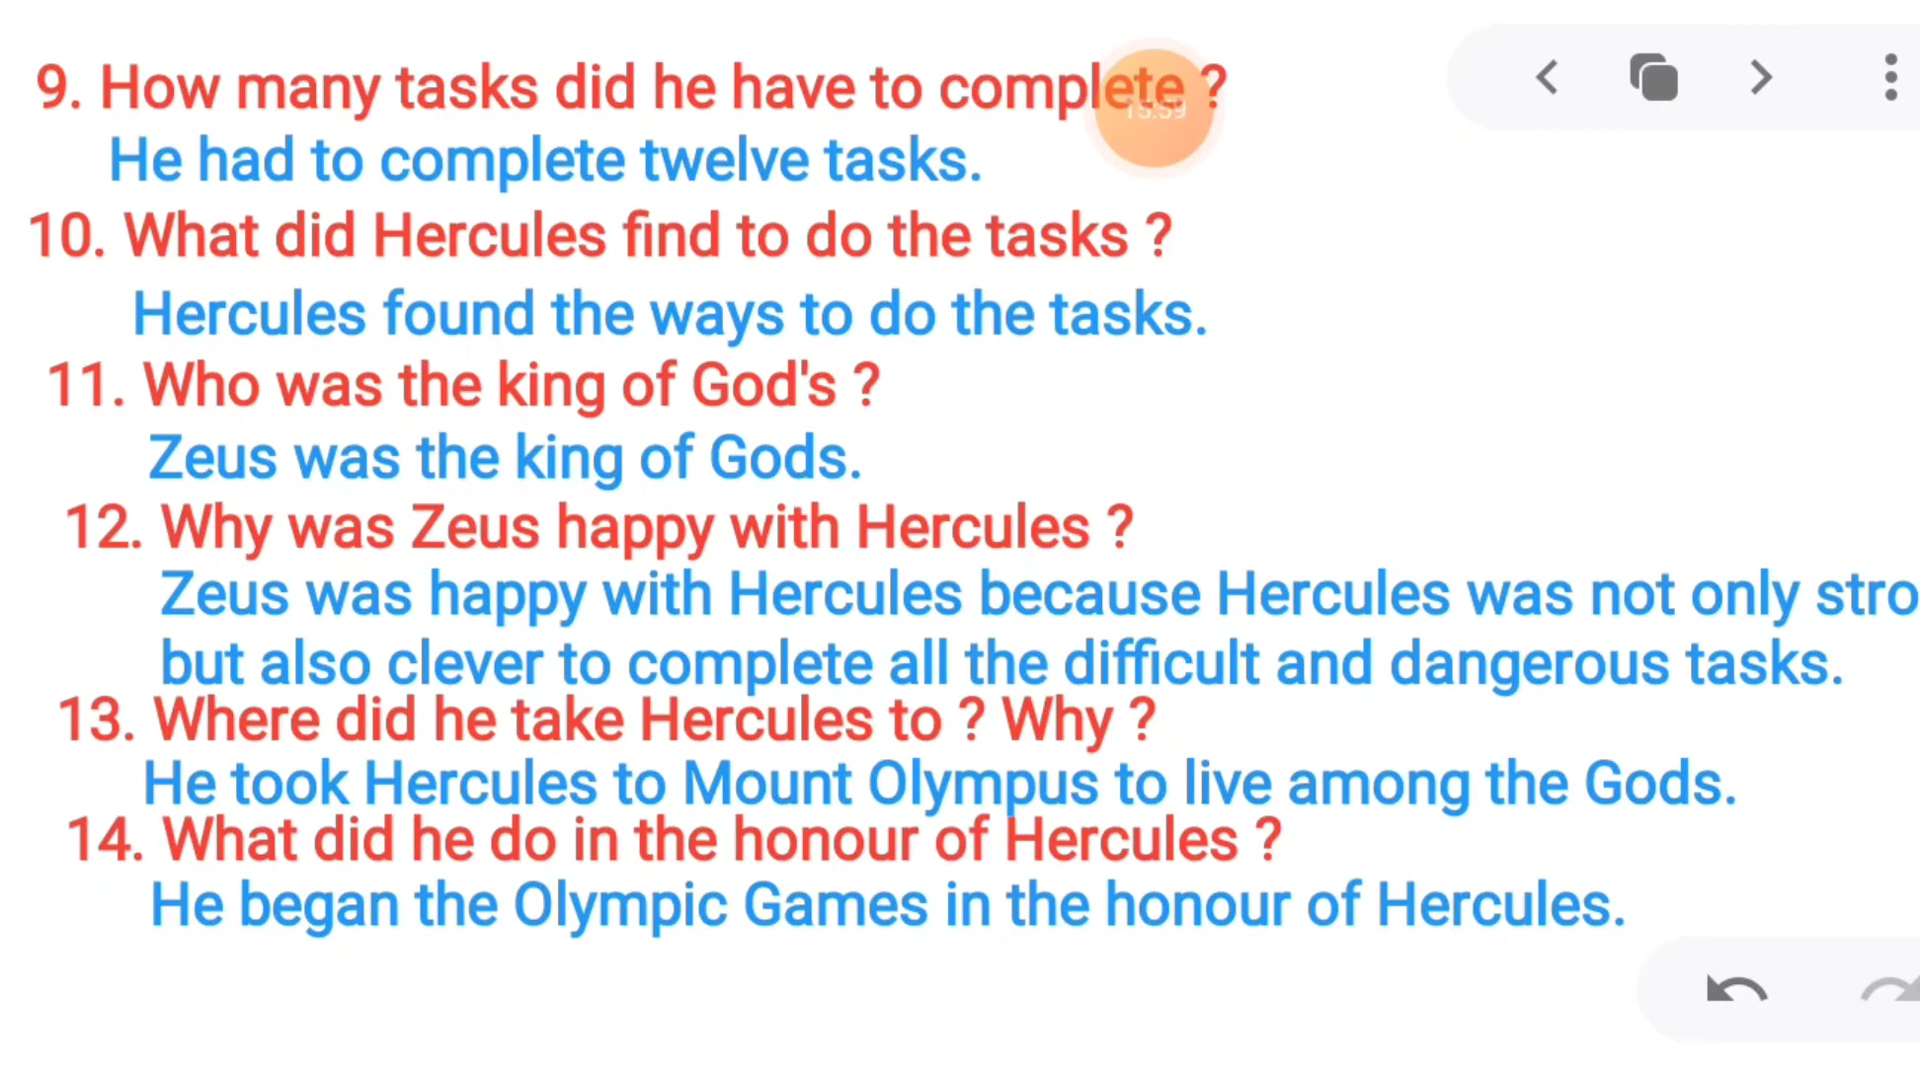 9. How many tasks did he have to complete ?
15:59
He had to complete twelve tasks.
10. What did Hercules find to do the tasks ?
Hercules found the ways to do the tasks.
11. Who was the king of God's ?
Zeus was the king of Gods.
12. Why was Zeus happy with Hercules ?
Zeus was happy with Hercules because Hercules was not only stro
but also clever to complete all the difficult and dangerous tasks.
13. Where did he take Hercules to ? Why ?
He took Hercules to Mount Olympus to live among the Gods.
14. What did he do in the honour of Hercules ?
He began the Olympic Games in the honour of Hercules.